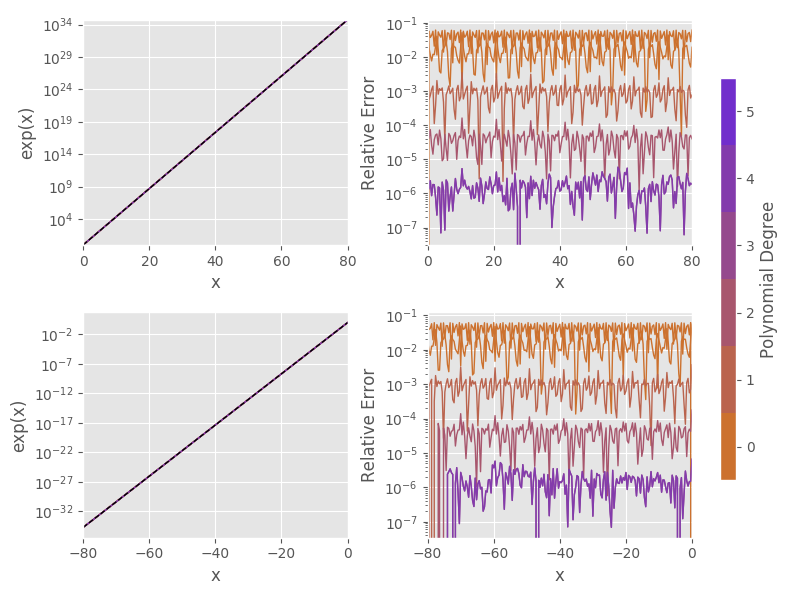 exp(x)
10^34
10^29
10^24
10^19
10^14
10^9
10^4
0 20 40 60 80
x
Relative Error
10^-1
10^-2
10^-3
10^-4
10^-5
10^-6
10^-7
0 20 40 60 80
x
exp(x)
10^-2
10^-7
10^-12
10^-17
10^-22
10^-27
10^-32
−80 −60 −40 −20 0
x
Relative Error
10^-1
10^-2
10^-3
10^-4
10^-5
10^-6
10^-7
−80 −60 −40 −20 0
x
5
4
3
2
1
0
Polynomial Degree